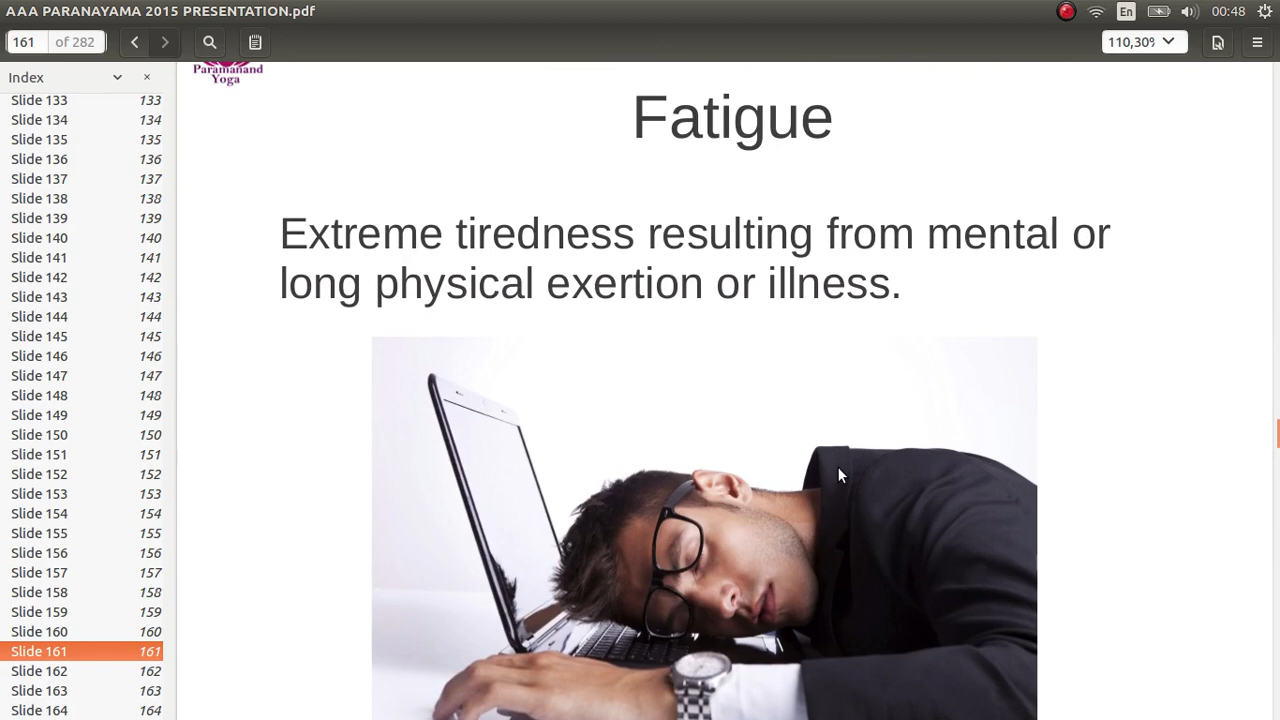 AAA PARANAYAMA 2015 PRESENTATION.pdf
En
00:48
161
of 282
110,30%
Index
Slide 133 133
Slide 134 134
Slide 135 135
Slide 136 136
Slide 137 137
Slide 138 138
Slide 139 139
Slide 140 140
Slide 141 141
Slide 142 142
Slide 143 143
Slide 144 144
Slide 145 145
Slide 146 146
Slide 147 147
Slide 148 148
Slide 149 149
Slide 150 150
Slide 151 151
Slide 152 152
Slide 153 153
Slide 154 154
Slide 155 155
Slide 156 156
Slide 157 157
Slide 158 158
Slide 159 159
Slide 160 160
Slide 161 161
Slide 162 162
Slide 163 163
Slide 164 164
Paramanand
Yoga
Fatigue
Extreme tiredness resulting from mental or
long physical exertion or illness.